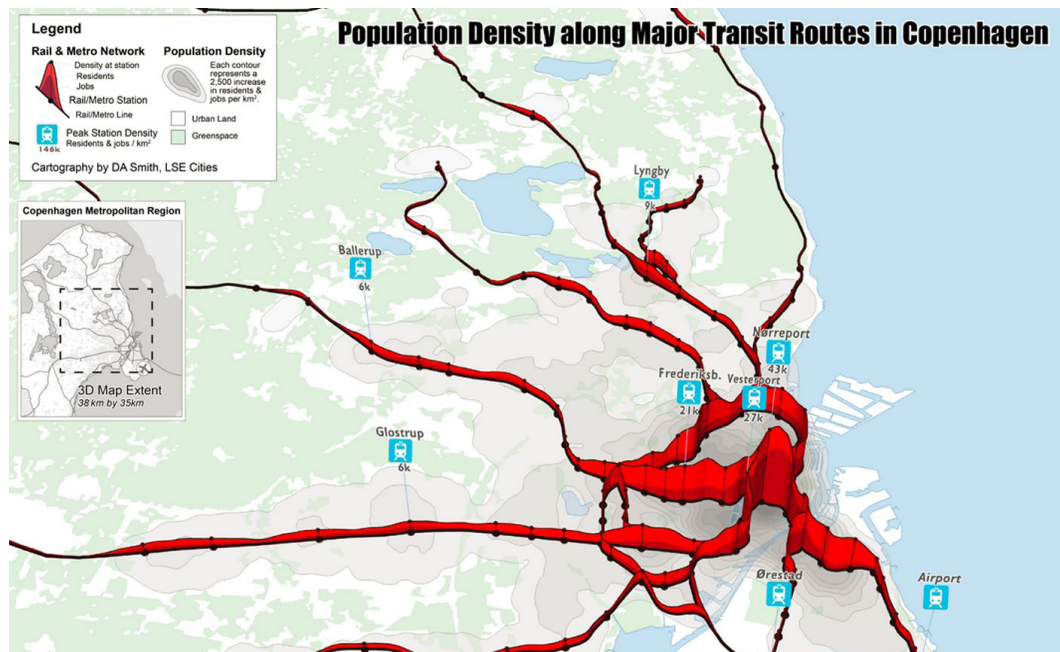 Population Density along Major Transit Routes in Copenhagen
Legend
Rail & Metro Network
Density at station
Residents
Jobs
Rail/Metro Station
Rail/Metro Line
Peak Station Density
Residents & jobs / km²
146k
Population Density
Each contour
represents a
2,500 increase
in residents &
jobs per km².
Urban Land
Greenspace
Cartography by DA Smith, LSE Cities
Copenhagen Metropolitan Region
3D Map Extent
38 km by 35km
Lyngby
9k
Ballerup
6k
Nørreport
43k
Frederiksb.
21k
Vesterport
27k
Glostrup
6k
Ørestad
Airport